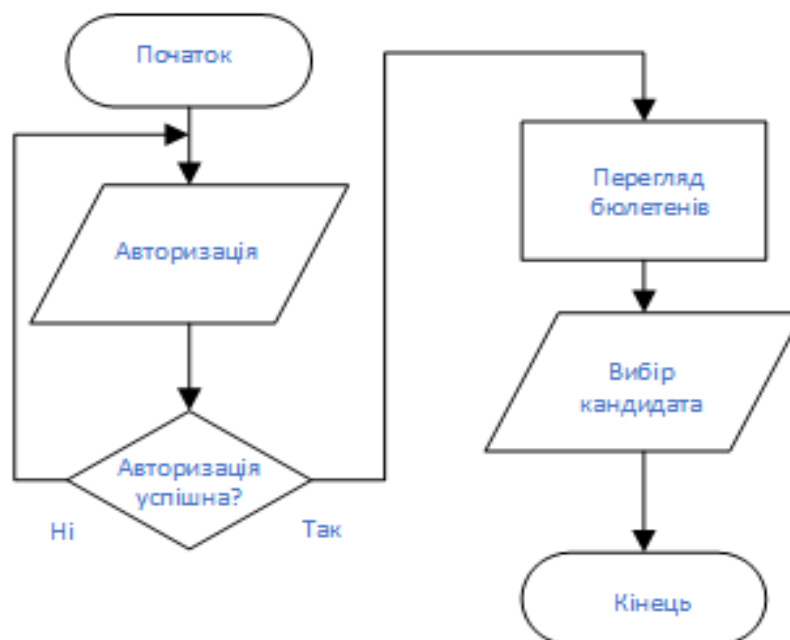 Початок
Авторизація
Авторизація
успішна?
Ні
Так
Перегляд
бюлетенів
Вибір
кандидата
Кінець